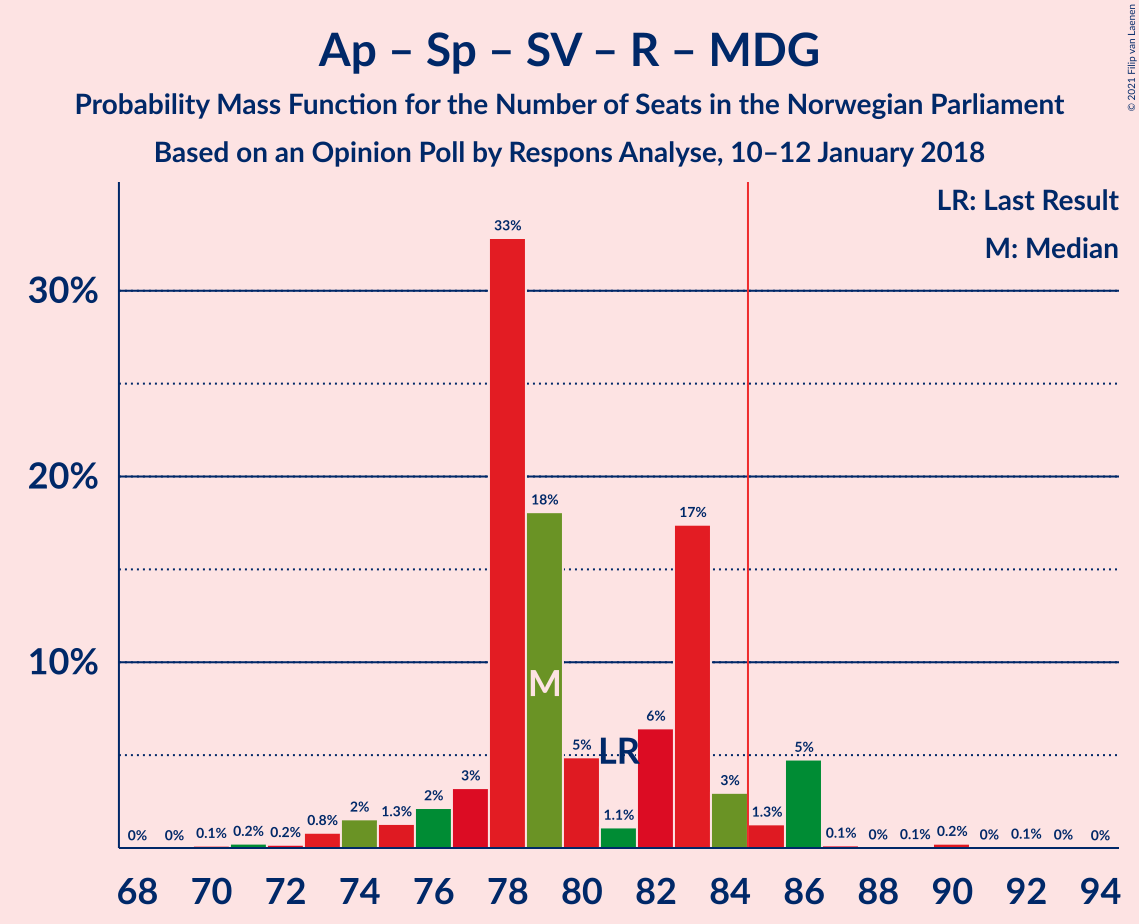 Ap – Sp – SV – R – MDG
Probability Mass Function for the Number of Seats in the Norwegian Parliament
Based on an Opinion Poll by Respons Analyse, 10–12 January 2018
© 2021 Filip van Laenen
LR: Last Result
M: Median
30%
20%
10%
0% 0% 0.1% 0.2% 0.2% 0.8% 2% 1.3% 2% 3% 33% 18% 5% 1.1% 6% 17% 3% 1.3% 5% 0.1% 0% 0.1% 0.2% 0% 0.1% 0% 0%
M
LR
68 70 72 74 76 78 80 82 84 86 88 90 92 94